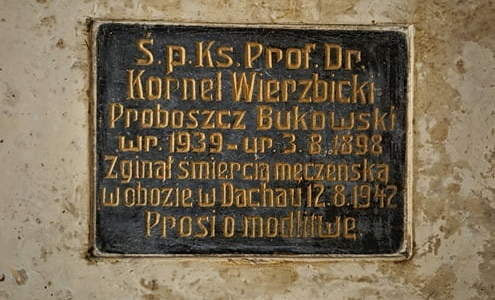 Ś.p. Ks. Prof. Dr.
Kornel Wierzbicki
Proboszcz Bukowski
wr. 1939 - ur. 3. 8. 1898
Zginął śmiercią męczeńską
w obozie w Dachau 12. 8. 1942
Prosi o modlitwę